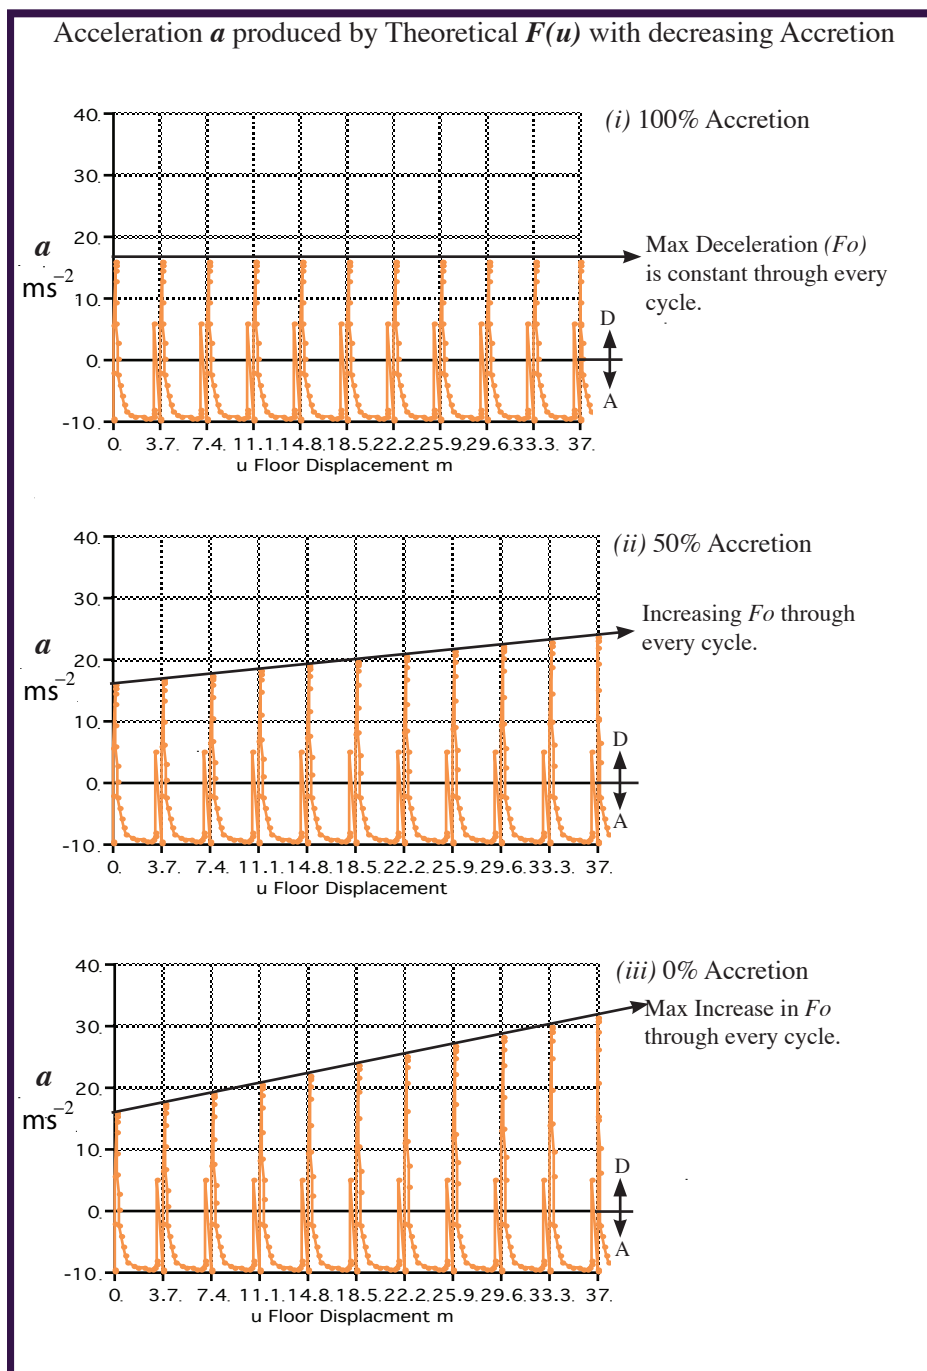 Acceleration a produced by Theoretical F(u) with decreasing Accretion
(i) 100% Accretion
40.
30.
20.
10.
0.
-10.
a
ms⁻²
Max Deceleration (Fo)
is constant through every
cycle.
D
A
0. 3.7. 7.4. 11.1. 14.8. 18.5. 22.2. 25.9. 29.6. 33.3. 37.
u Floor Displacement m
(ii) 50% Accretion
40.
30.
20.
10.
0.
-10.
a
ms⁻²
Increasing Fo through
every cycle.
D
A
0. 3.7. 7.4. 11.1. 14.8. 18.5. 22.2. 25.9. 29.6. 33.3. 37.
u Floor Displacement
(iii) 0% Accretion
40.
30.
20.
10.
0.
-10.
a
ms⁻²
Max Increase in Fo
through every cycle.
D
A
0. 3.7. 7.4. 11.1. 14.8. 18.5. 22.2. 25.9. 29.6. 33.3. 37.
u Floor Displacement m